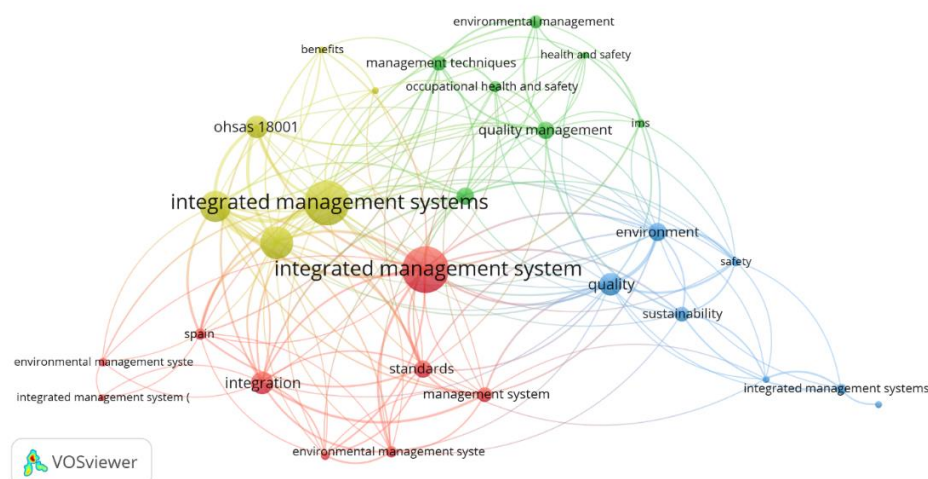 environmental management
benefits
health and safety
management techniques
occupational health and safety
ohsas 18001
quality management
ims
integrated management systems
environment
safety
integrated management system
quality
sustainability
spain
environmental management syste
standards
integration
management system
integrated management systems
integrated management system (
environmental management syste
VOSviewer